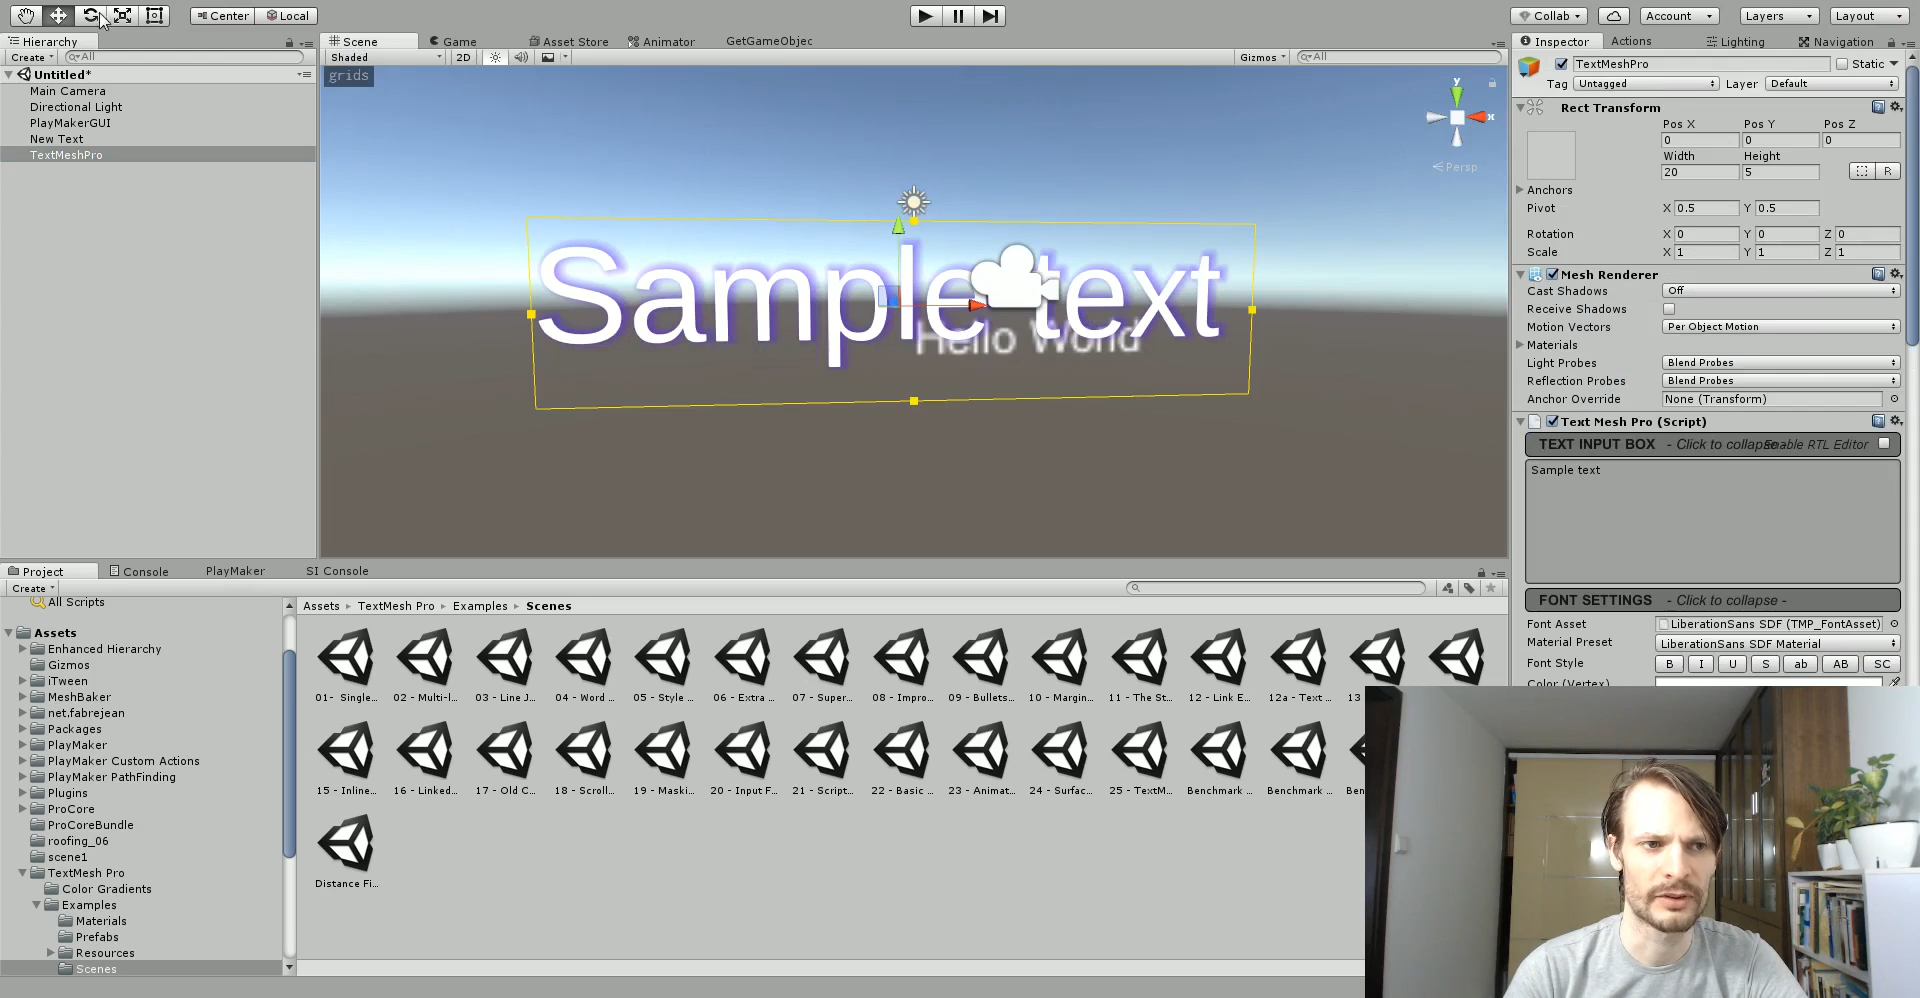 Center Local Collab Account Layers Layout
Hierarchy Scene Game Asset Store Animator GetGameObjec Inspector Actions Lighting Navigation
Create All Shaded 2D Gizmos All
Untitled*
Main Camera
Directional Light
PlayMakerGUI
New Text
TextMeshPro
grids
y
x
Persp
Sample text
Hello World
TextMeshPro Static
Tag Untagged Layer Default
Rect Transform
Pos X Pos Y Pos Z
0 0 0
Width Height
20 5 R
Anchors
Pivot X 0.5 Y 0.5
Rotation X 0 Y 0 Z 0
Scale X 1 Y 1 Z 1
Mesh Renderer
Cast Shadows Off
Receive Shadows
Motion Vectors Per Object Motion
Materials
Light Probes Blend Probes
Reflection Probes Blend Probes
Anchor Override None (Transform)
Text Mesh Pro (Script)
TEXT INPUT BOX - Click to collapse - Enable RTL Editor
Sample text
FONT SETTINGS - Click to collapse -
Font Asset LiberationSans SDF (TMP_FontAsset)
Material Preset LiberationSans SDF Material
Font Style B I U S ab AB SC
Color (Vertex)
Project Console PlayMaker SI Console
Create
All Scripts
Assets
Enhanced Hierarchy
Gizmos
iTween
MeshBaker
net.fabrejean
Packages
PlayMaker
PlayMaker Custom Actions
PlayMaker PathFinding
Plugins
ProCore
ProCoreBundle
roofing_06
scene1
TextMesh Pro
Color Gradients
Examples
Materials
Prefabs
Resources
Scenes
Assets TextMesh Pro Examples Scenes
01- Single... 02 - Multi-l... 03 - Line J... 04 - Word ... 05 - Style ... 06 - Extra ... 07 - Super... 08 - Impro... 09 - Bullets... 10 - Margin... 11 - The St... 12 - Link E... 12a - Text ... 13
15 - Inline... 16 - Linked... 17 - Old C... 18 - Scroll... 19 - Maski... 20 - Input F... 21 - Script... 22 - Basic ... 23 - Animat... 24 - Surfac... 25 - TextM... Benchmark ... Benchmark ... Ben
Distance Fi...